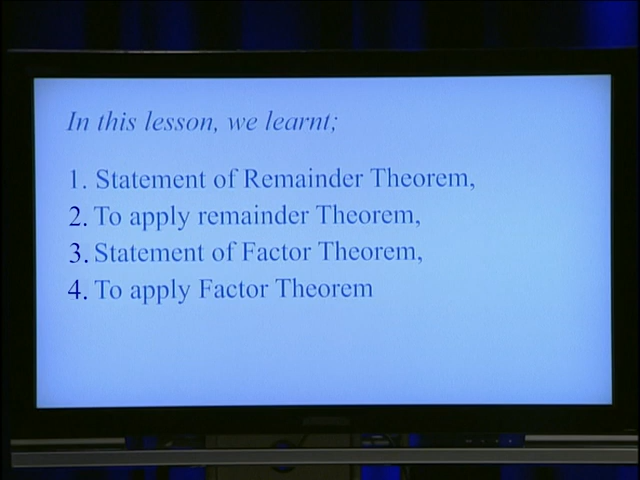 In this lesson, we learnt;
1. Statement of Remainder Theorem,
2. To apply remainder Theorem,
3. Statement of Factor Theorem,
4. To apply Factor Theorem